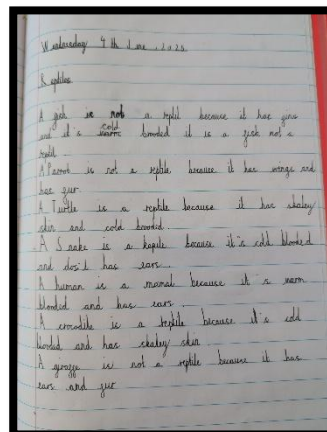 Wednesday 4th June 2025
Reptiles
A fish is not a reptil because it has gins
and it's cold blooded it is a fish not a
reptil
A Parrot is not a reptile because it has wings and
has fur.
A Turtle is a reptile because it has skaley
skin and cold blooded.
A Snake is a reptile because it's cold blooded
and dos't has ears.
A human is a mamal because it's warm
blooded and has ears.
A crocodile is a reptile because it's cold
blooded and has skaley skin.
A giraffe is not a reptile because it has
ears and fur